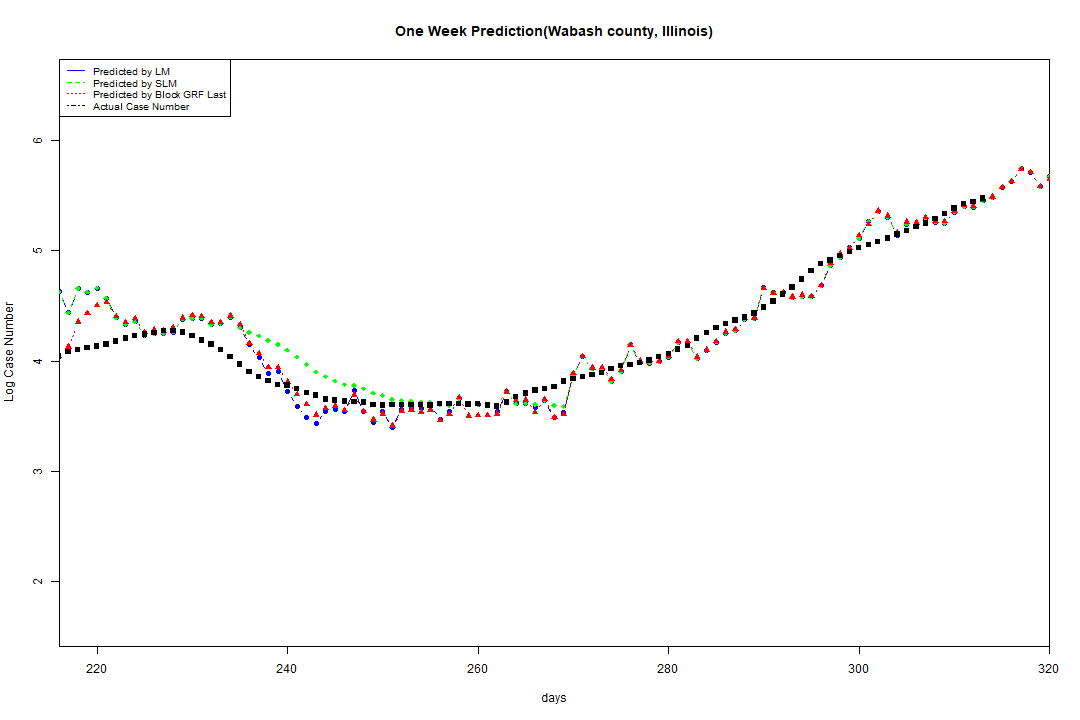 One Week Prediction(Wabash county, Illinois)
Predicted by LM
Predicted by SLM
Predicted by Block GRF Last
Actual Case Number
6
5
4
3
2
Log Case Number
220 240 260 280 300 320
days